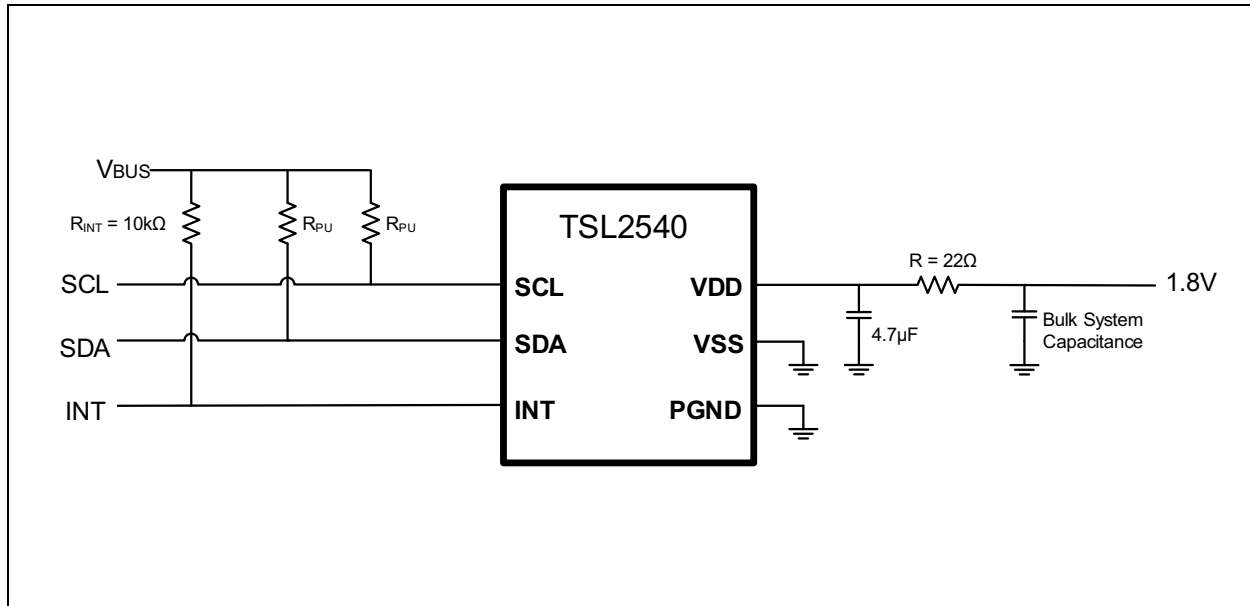 VBUS
RINT = 10kΩ
RPU
RPU
TSL2540
R = 22Ω
SCL
SCL
VDD
1.8V
4.7µF
Bulk System
Capacitance
SDA
SDA
VSS
INT
INT
PGND